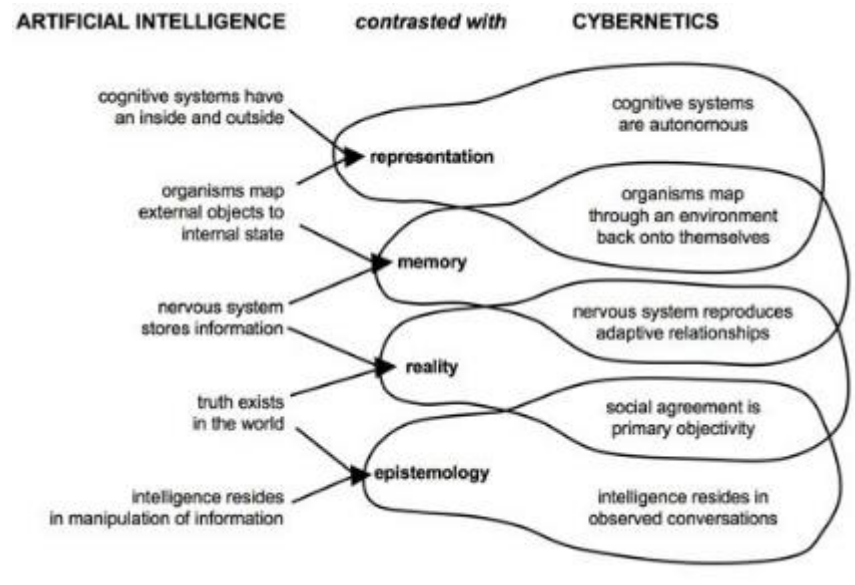 ARTIFICIAL INTELLIGENCE contrasted with CYBERNETICS
cognitive systems have
an inside and outside
organisms map
external objects to
internal state
nervous system
stores information
truth exists
in the world
intelligence resides
in manipulation of information
representation
memory
reality
epistemology
cognitive systems
are autonomous
organisms map
through an environment
back onto themselves
nervous system reproduces
adaptive relationships
social agreement is
primary objectivity
intelligence resides in
observed conversations